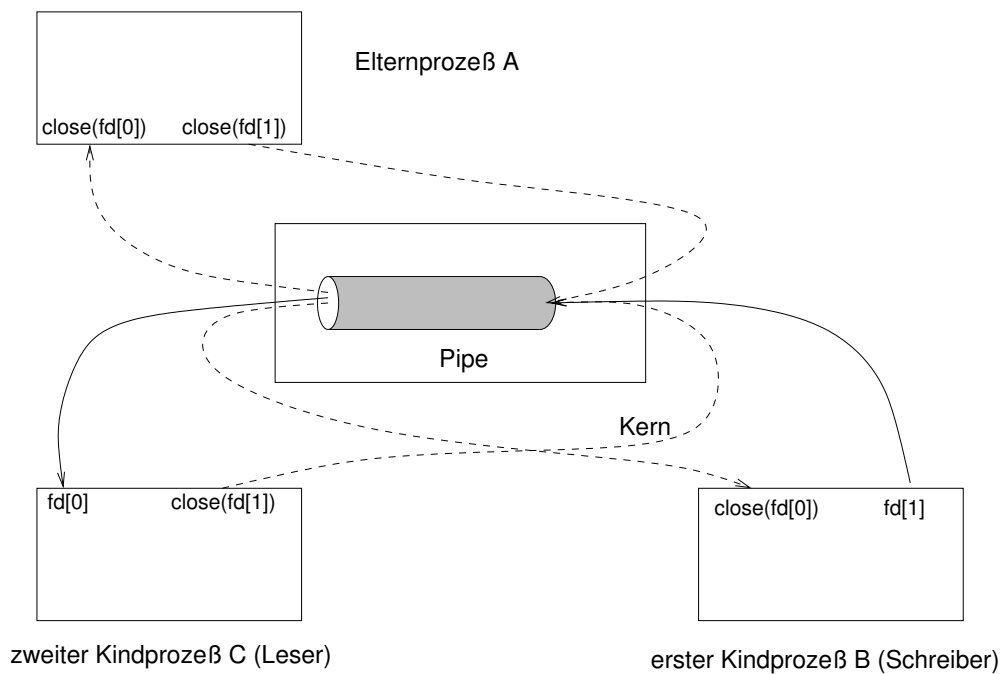 Elternprozeß A
close(fd[0]) close(fd[1])
Pipe
Kern
fd[0] close(fd[1])
close(fd[0]) fd[1]
zweiter Kindprozeß C (Leser)
erster Kindprozeß B (Schreiber)